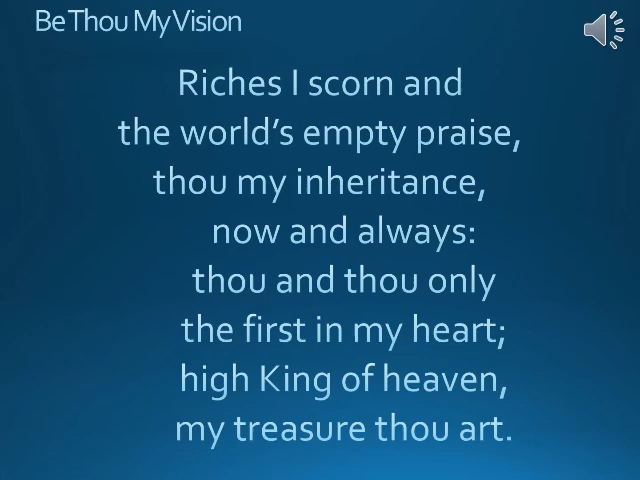 Be Thou My Vision
Riches I scorn and
the world’s empty praise,
thou my inheritance,
now and always:
thou and thou only
the first in my heart;
high King of heaven,
my treasure thou art.